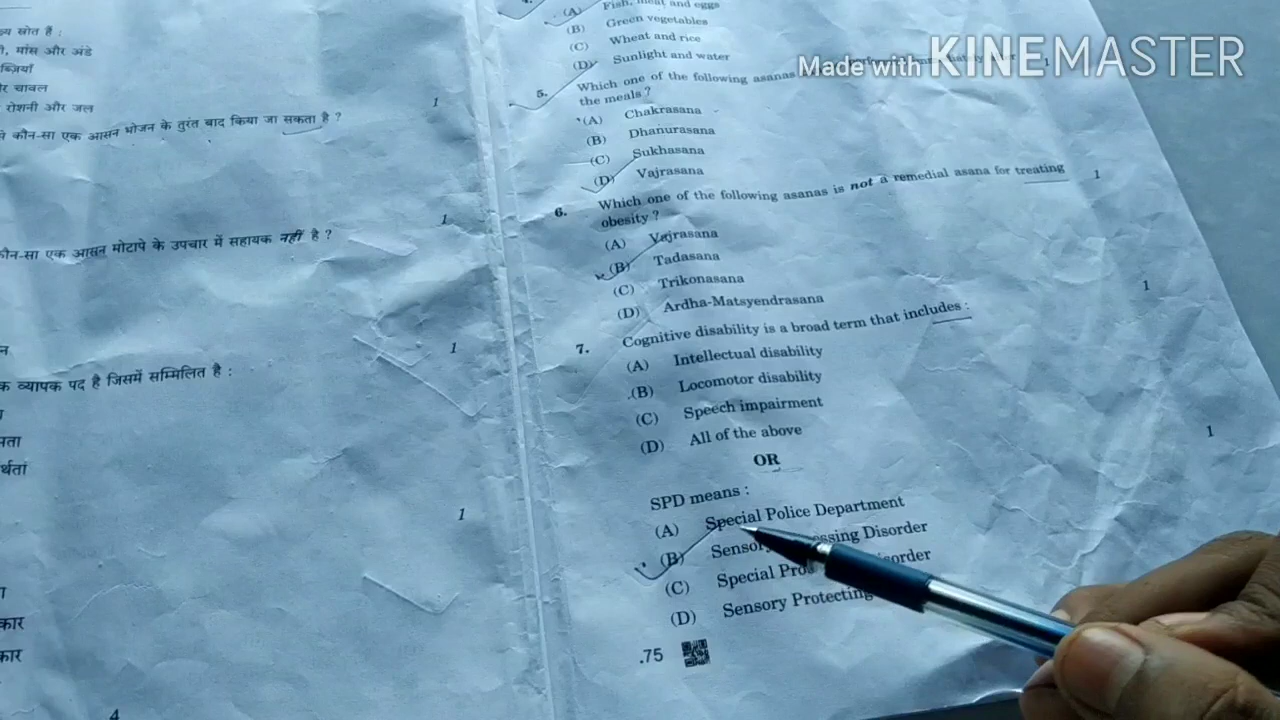 व्य स्रोत हैं :
मांस और अंडे
चावल
रोशनी और जल
1
कौन-सा एक आसन भोजन के तुरंत बाद किया जा सकता है ?
1
कौन-सा एक आसन मोटापे के उपचार में सहायक नहीं है ?
1
व्यापक पद है जिसमें सम्मिलित है :
1
4
(A) Fish, meat and eggs
(B) Green vegetables
(C) Wheat and rice
(D) Sunlight and water
Made with KINEMASTER
5. Which one of the following asanas
the meals ?
(A) Chakrasana
(B) Dhanurasana
(C) Sukhasana
(D) Vajrasana
6. Which one of the following asanas is not a remedial asana for treating 1
obesity ?
(A) Vajrasana
(B) Tadasana
(C) Trikonasana
(D) Ardha-Matsyendrasana
7. Cognitive disability is a broad term that includes : 1
(A) Intellectual disability
(B) Locomotor disability
(C) Speech impairment
(D) All of the above
OR
1
SPD means :
(A) Special Police Department
(B) Disorder
(C) Special
(D) Sensory Protecting
.75